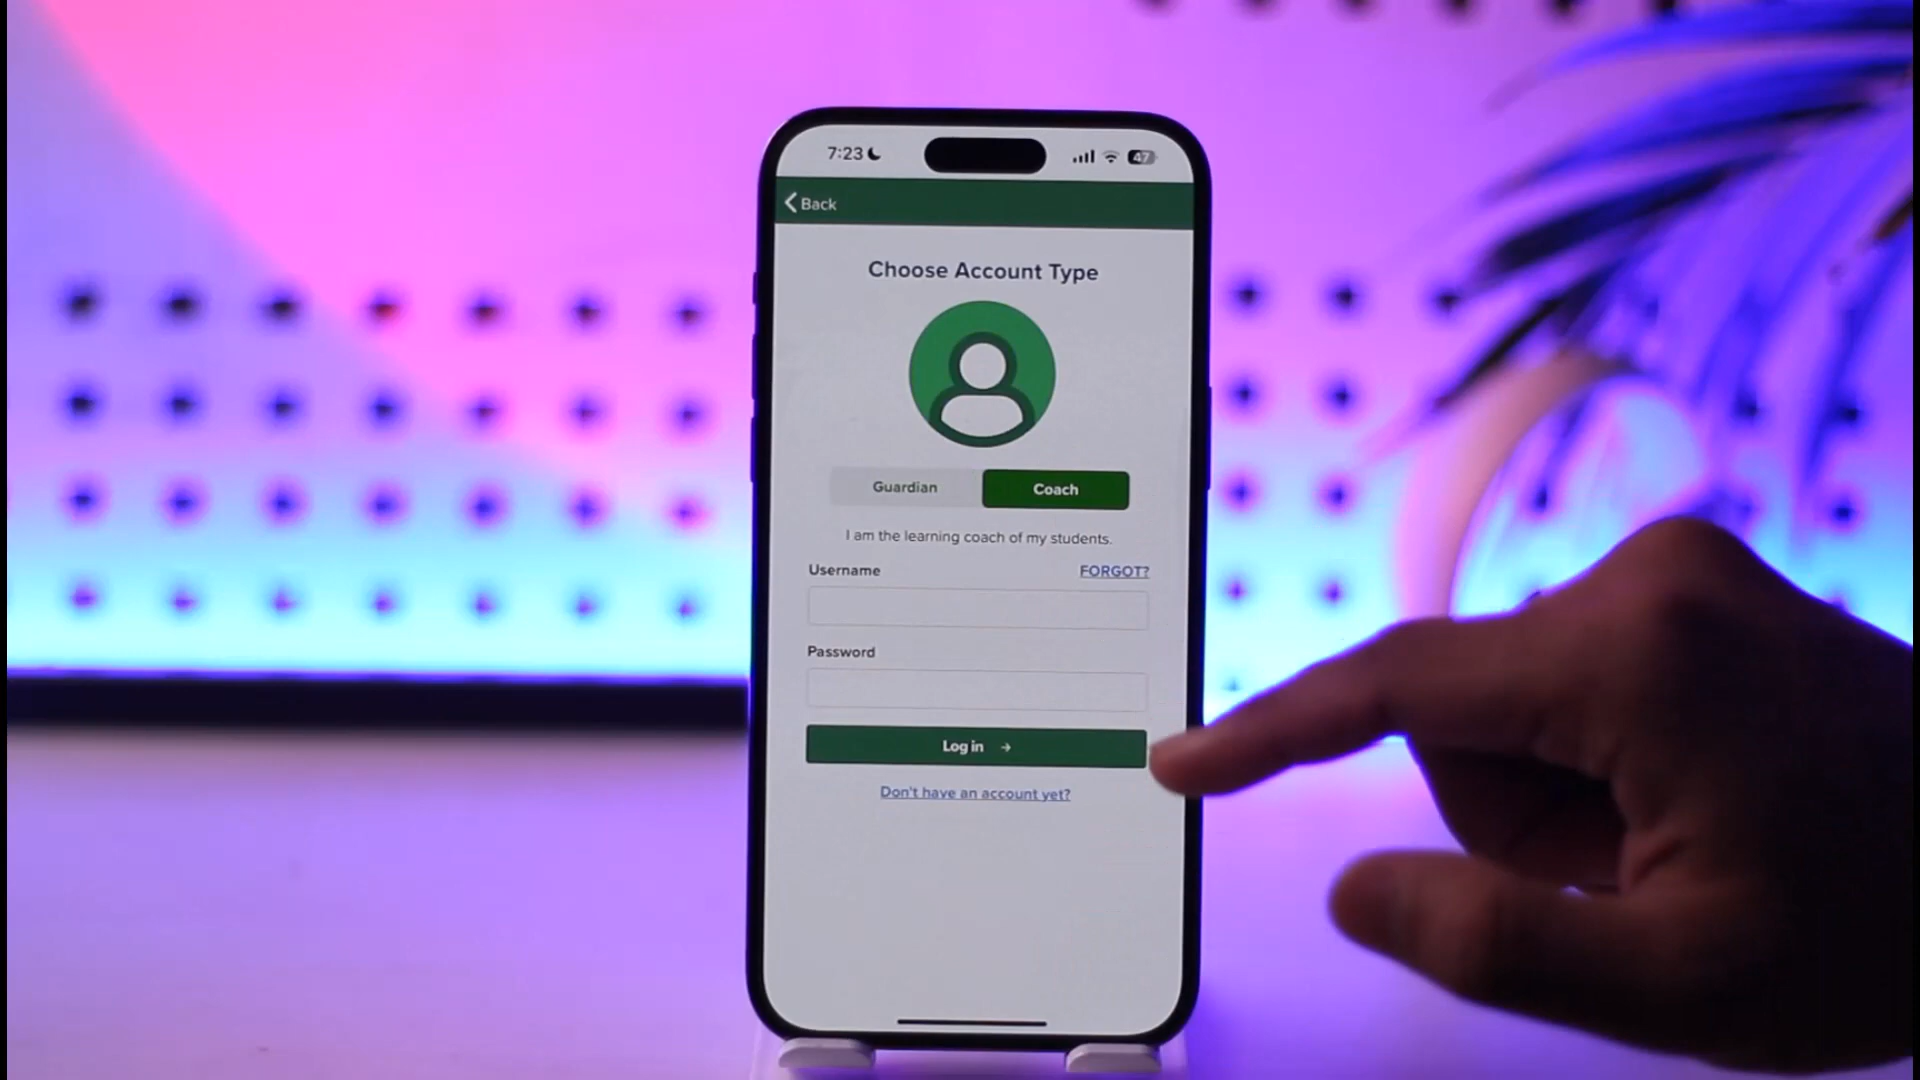 7:23
47
Back
Choose Account Type
Guardian Coach
I am the learning coach of my students.
Username FORGOT?
Password
Log in →
Don't have an account yet?